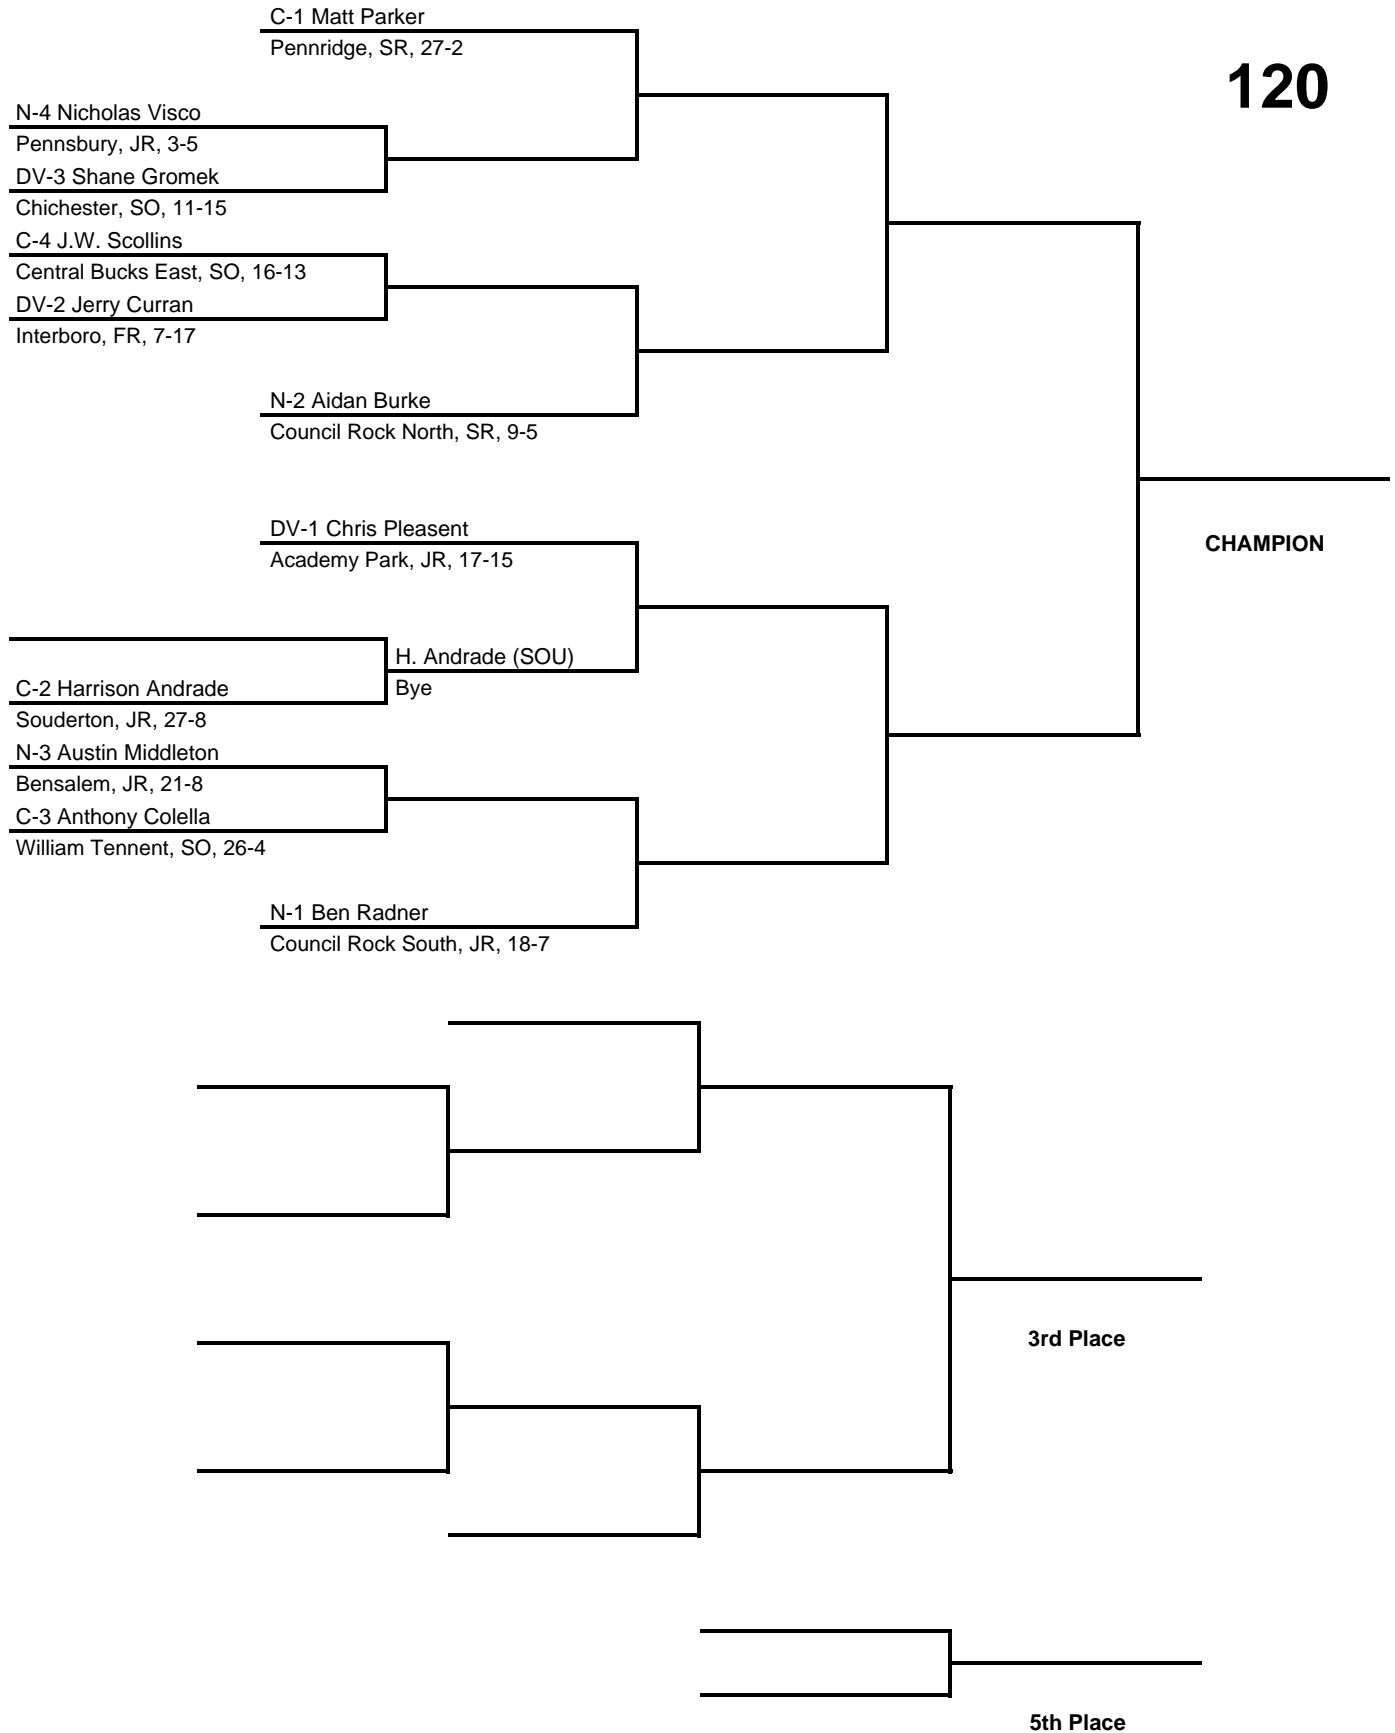 C-1 Matt Parker
Pennridge, SR, 27-2
120
N-4 Nicholas Visco
Pennsbury, JR, 3-5
DV-3 Shane Gromek
Chichester, SO, 11-15
C-4 J.W. Scollins
Central Bucks East, SO, 16-13
DV-2 Jerry Curran
Interboro, FR, 7-17
N-2 Aidan Burke
Council Rock North, SR, 9-5
DV-1 Chris Pleasent
Academy Park, JR, 17-15
CHAMPION
H. Andrade (SOU)
Bye
C-2 Harrison Andrade
Souderton, JR, 27-8
N-3 Austin Middleton
Bensalem, JR, 21-8
C-3 Anthony Colella
William Tennent, SO, 26-4
N-1 Ben Radner
Council Rock South, JR, 18-7
3rd Place
5th Place